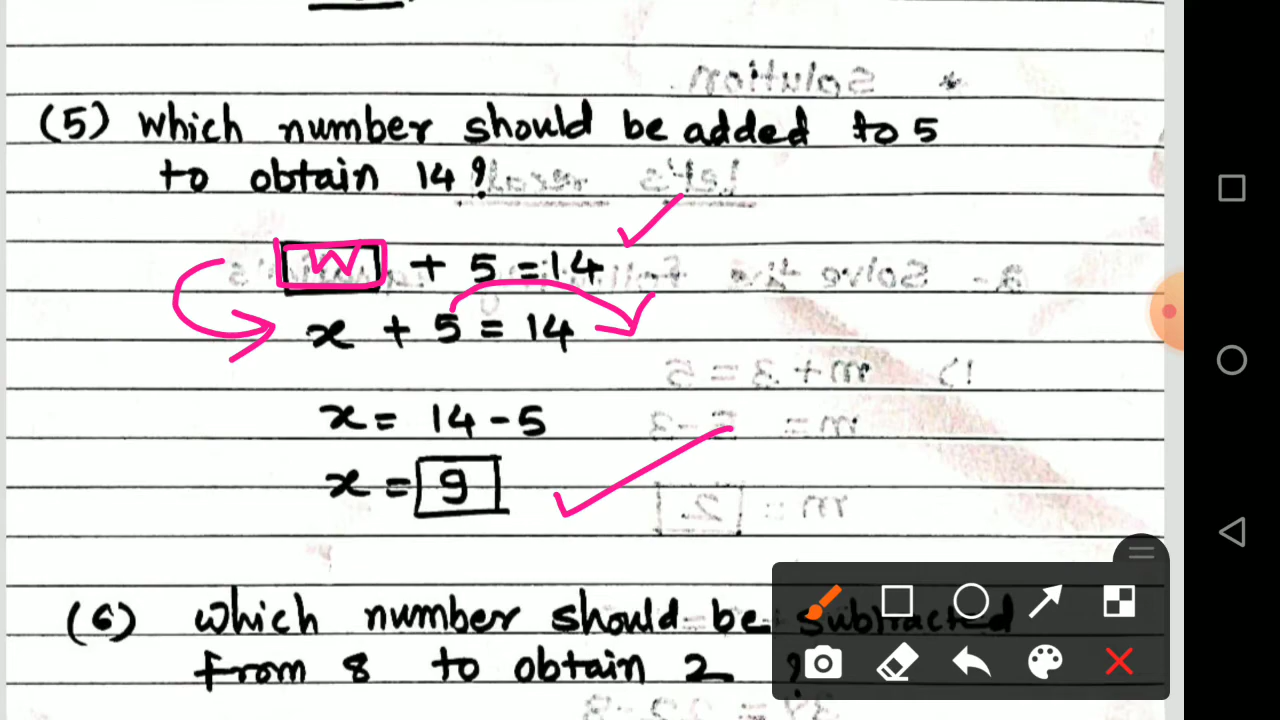 (5) Which number should be added to 5
to obtain 14?
W + 5 = 14
x + 5 = 14
x = 14 - 5
x = 9
(6) Which number should be subtracted
from 8 to obtain 2 ?